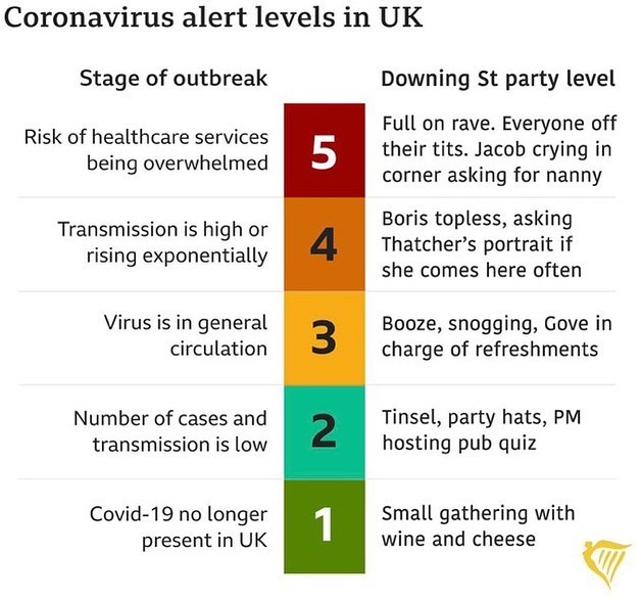 Coronavirus alert levels in UK
Stage of outbreak
Downing St party level
Risk of healthcare services
being overwhelmed
5
Full on rave. Everyone off
their tits. Jacob crying in
corner asking for nanny
Transmission is high or
rising exponentially
4
Boris topless, asking
Thatcher's portrait if
she comes here often
Virus is in general
circulation
3
Booze, snogging, Gove in
charge of refreshments
Number of cases and
transmission is low
2
Tinsel, party hats, PM
hosting pub quiz
Covid-19 no longer
present in UK
1
Small gathering with
wine and cheese